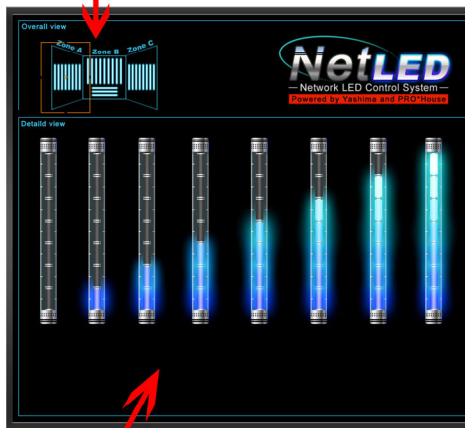 Overall view
Zone A Zone B Zone C
NetLED
Network LED Control System
Powered by Yashima and PRO*House
Detaild view